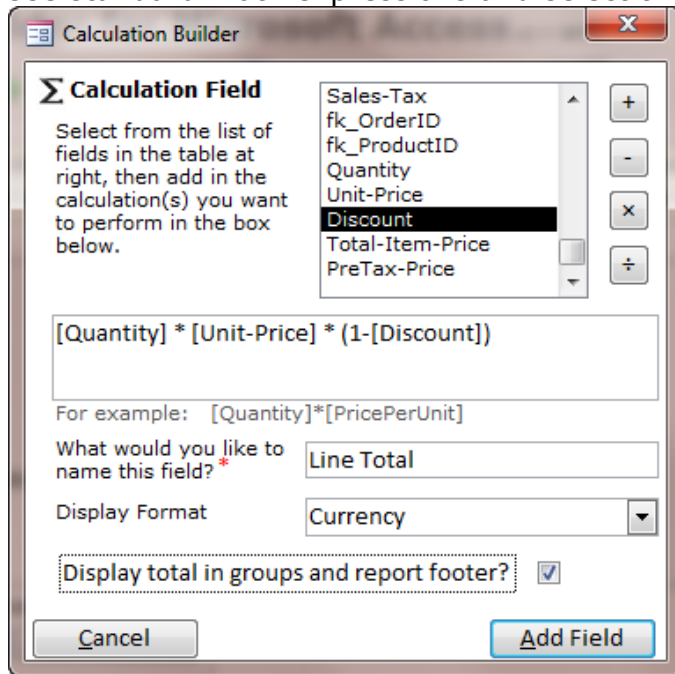 Calculation Builder
x
Σ Calculation Field
Select from the list of
fields in the table at
right, then add in the
calculation(s) you want
to perform in the box
below.
Sales-Tax
fk_OrderID
fk_ProductID
Quantity
Unit-Price
Discount
Total-Item-Price
PreTax-Price
+
-
×
÷
[Quantity] * [Unit-Price] * (1-[Discount])
For example: [Quantity]*[PricePerUnit]
What would you like to
name this field? *
Line Total
Display Format
Currency
Display total in groups and report footer?
Cancel
Add Field